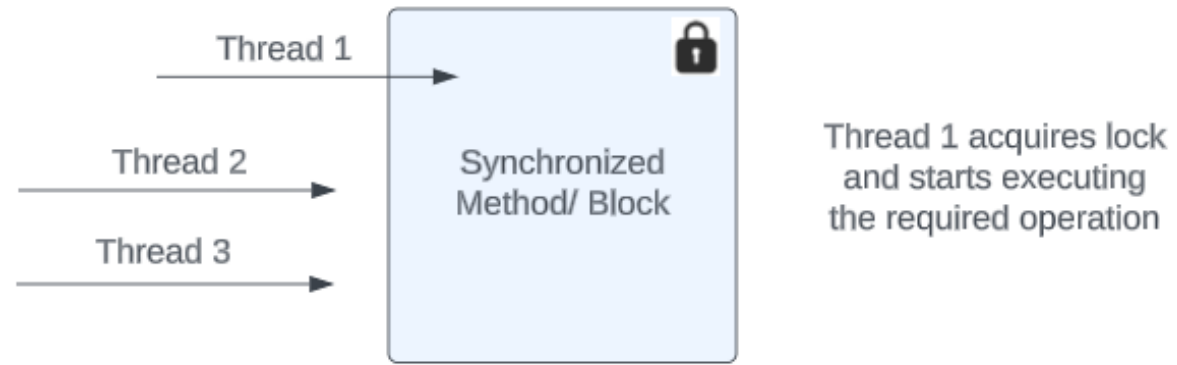 Thread 1
Thread 2
Thread 3
Synchronized
Method/ Block
Thread 1 acquires lock
and starts executing
the required operation